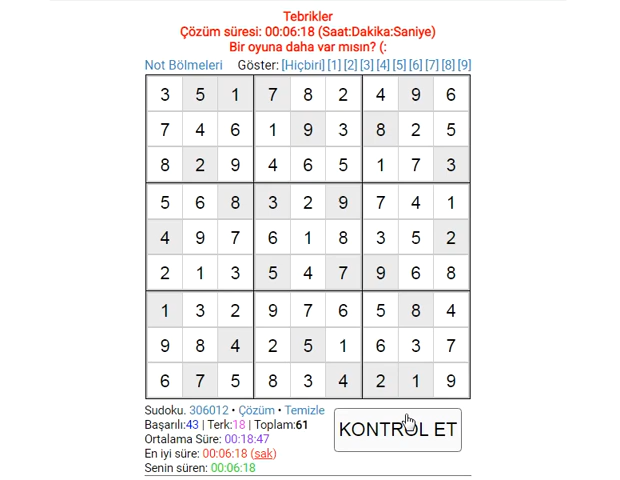 Tebrikler
Çözüm süresi: 00:06:18 (Saat:Dakika:Saniye)
Bir oyuna daha var mısın? (:
Not Bölmeleri Göster: [Hiçbiri] [1] [2] [3] [4] [5] [6] [7] [8] [9]
3 5 1 7 8 2 4 9 6
7 4 6 1 9 3 8 2 5
8 2 9 4 6 5 1 7 3
5 6 8 3 2 9 7 4 1
4 9 7 6 1 8 3 5 2
2 1 3 5 4 7 9 6 8
1 3 2 9 7 6 5 8 4
9 8 4 2 5 1 6 3 7
6 7 5 8 3 4 2 1 9
Sudoku. 306012 • Çözüm • Temizle
Başarılı:43 | Terk:18 | Toplam:61
Ortalama Süre: 00:18:47
En iyi süre: 00:06:18 (sak)
Senin süren: 00:06:18
KONTROL ET